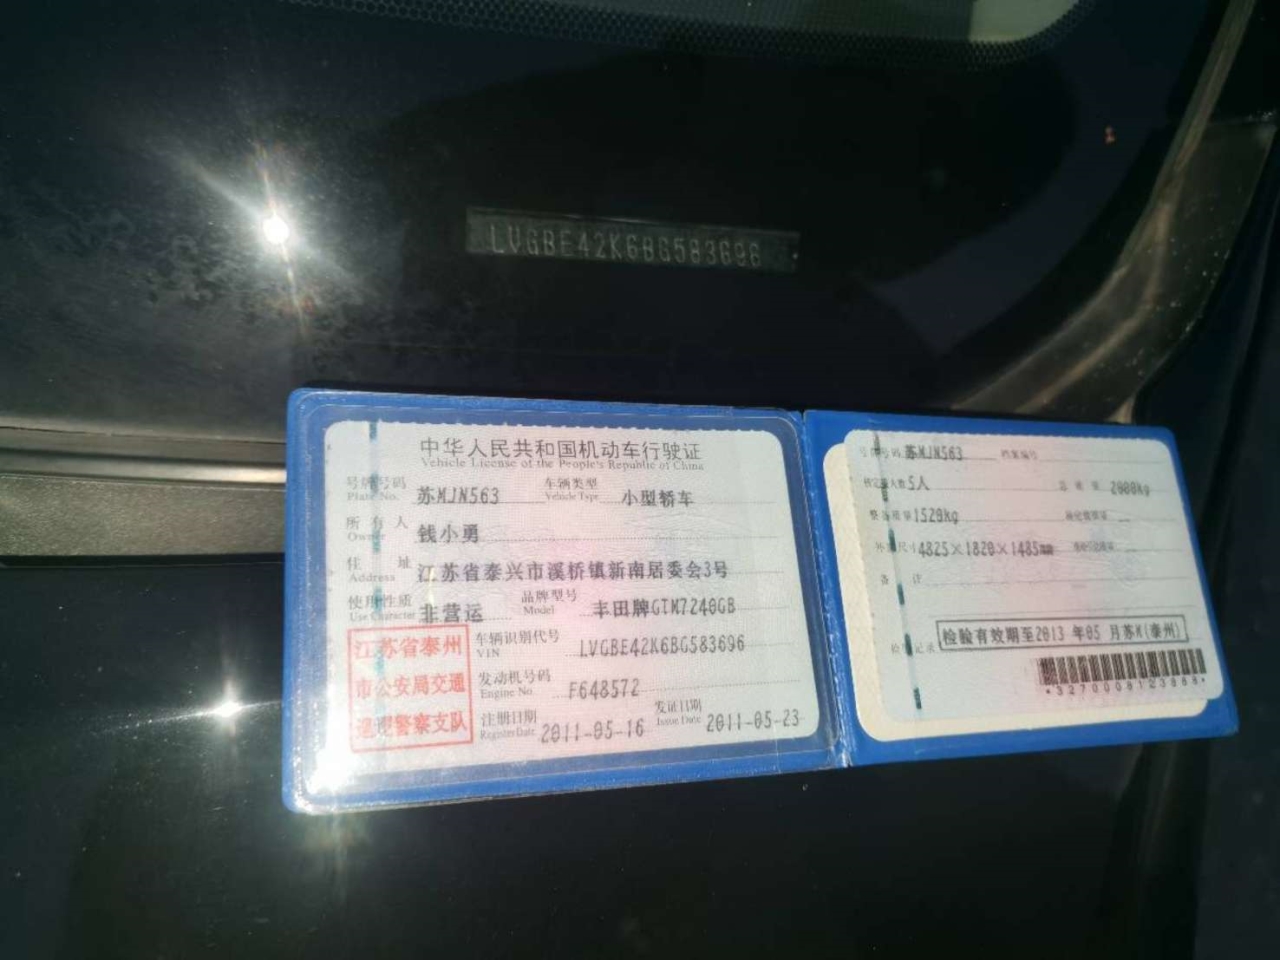 LVGBE42K6BG583696
中华人民共和国机动车行驶证
Vehicle License of the People's Republic of China
号牌号码 苏MJN563 车辆类型 小型轿车
Plate No. Vehicle Type
所有人 钱小勇
Owner
住址 江苏省泰兴市溪桥镇新南居委会3号
Address
使用性质 非营运 品牌型号 丰田牌GTM7240GB
Use Character Model
江苏省泰州
市公安局交通
巡理警察支队
车辆识别代号 LVGBE42K6BG583696
VIN
发动机号码 F648572
Engine No.
注册日期 2011-05-16 发证日期 2011-05-23
Register Date Issue Date
号牌号码 苏MJN563 档案编号
核定载人数 5人 总质量 2000kg
整备质量 1520kg 核定载质量 --
外廓尺寸 4825×1820×1485mm 准牵引总质量 --
备注
检验记录 检验有效期至2013年05月苏M(泰州)